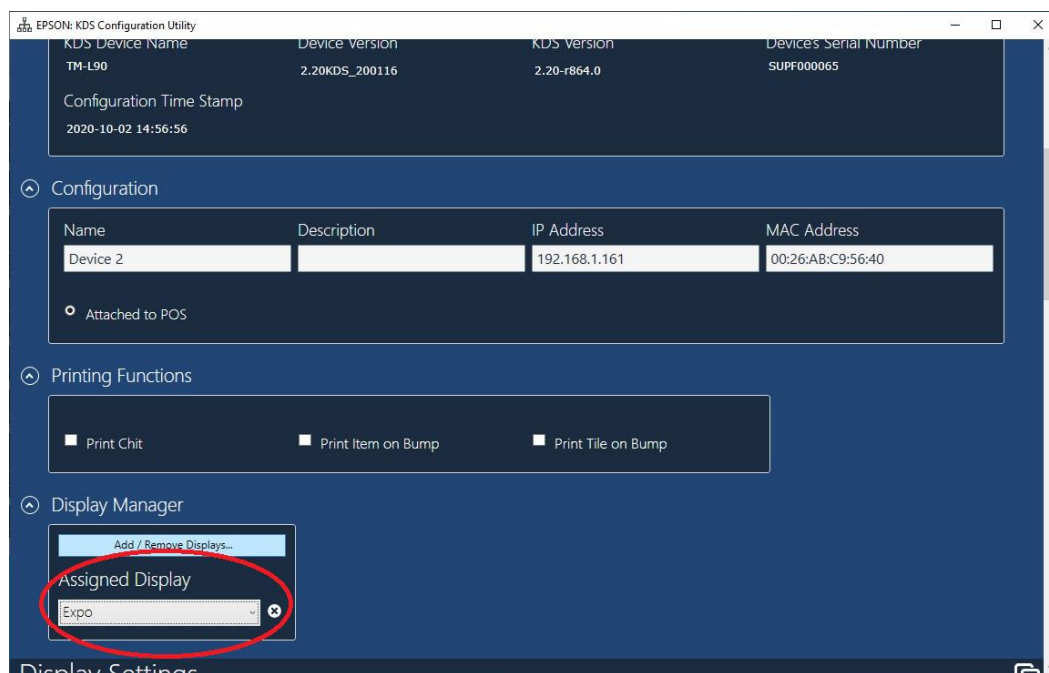 EPSON: KDS Configuration Utility
KDS Device Name Device Version KDS Version Device's Serial Number
TM-L90 2.20KDS_200116 2.20-r864.0 SUPF000065
Configuration Time Stamp
2020-10-02 14:56:56
Configuration
Name Description IP Address MAC Address
Device 2 192.168.1.161 00:26:AB:C9:56:40
Attached to POS
Printing Functions
Print Chit Print Item on Bump Print Tile on Bump
Display Manager
Add / Remove Displays...
Assigned Display
Expo
Display Settings